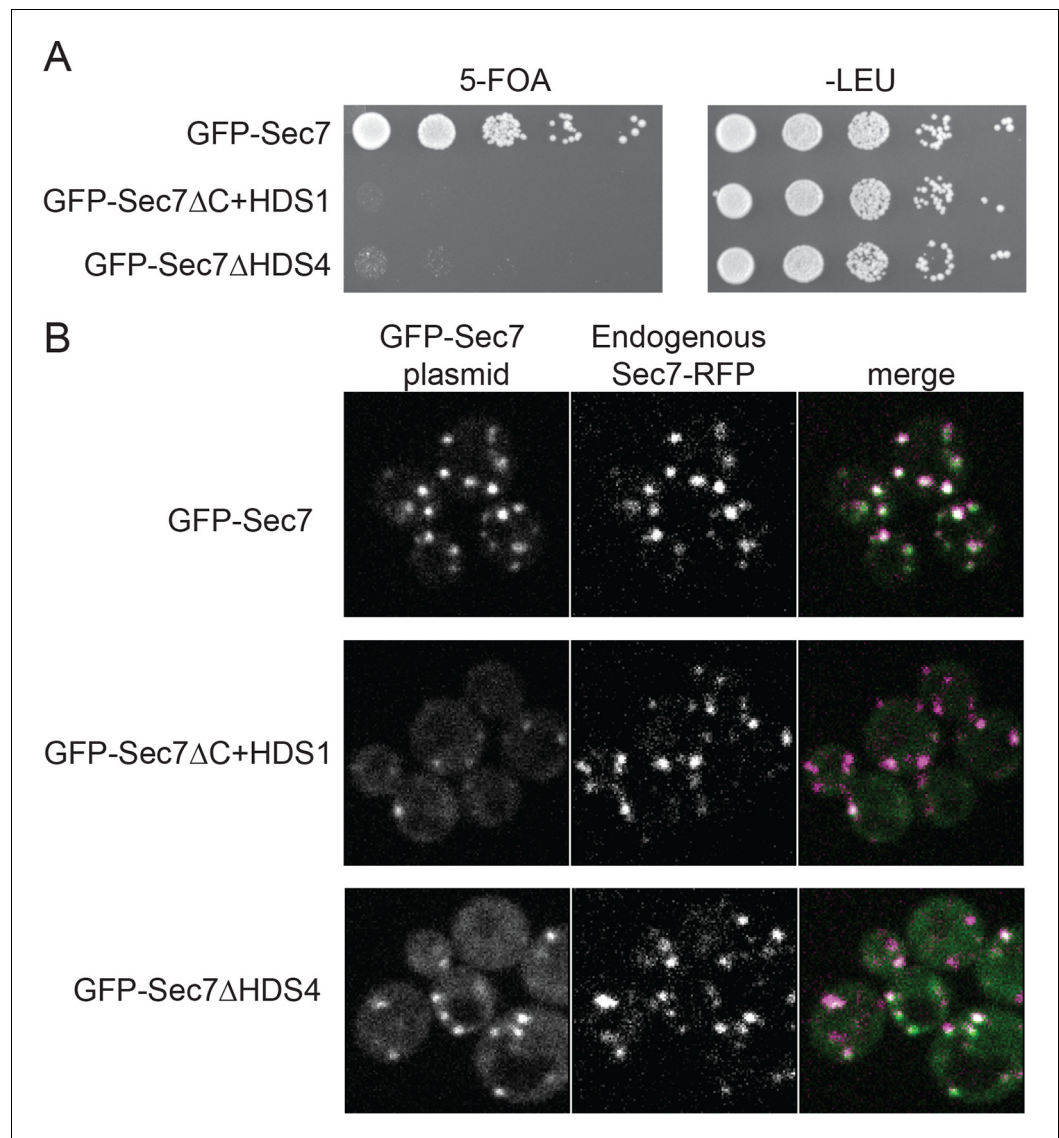 A
5-FOA
-LEU
GFP-Sec7
GFP-Sec7ΔC+HDS1
GFP-Sec7ΔHDS4
B
GFP-Sec7 plasmid
Endogenous Sec7-RFP
merge
GFP-Sec7
GFP-Sec7ΔC+HDS1
GFP-Sec7ΔHDS4